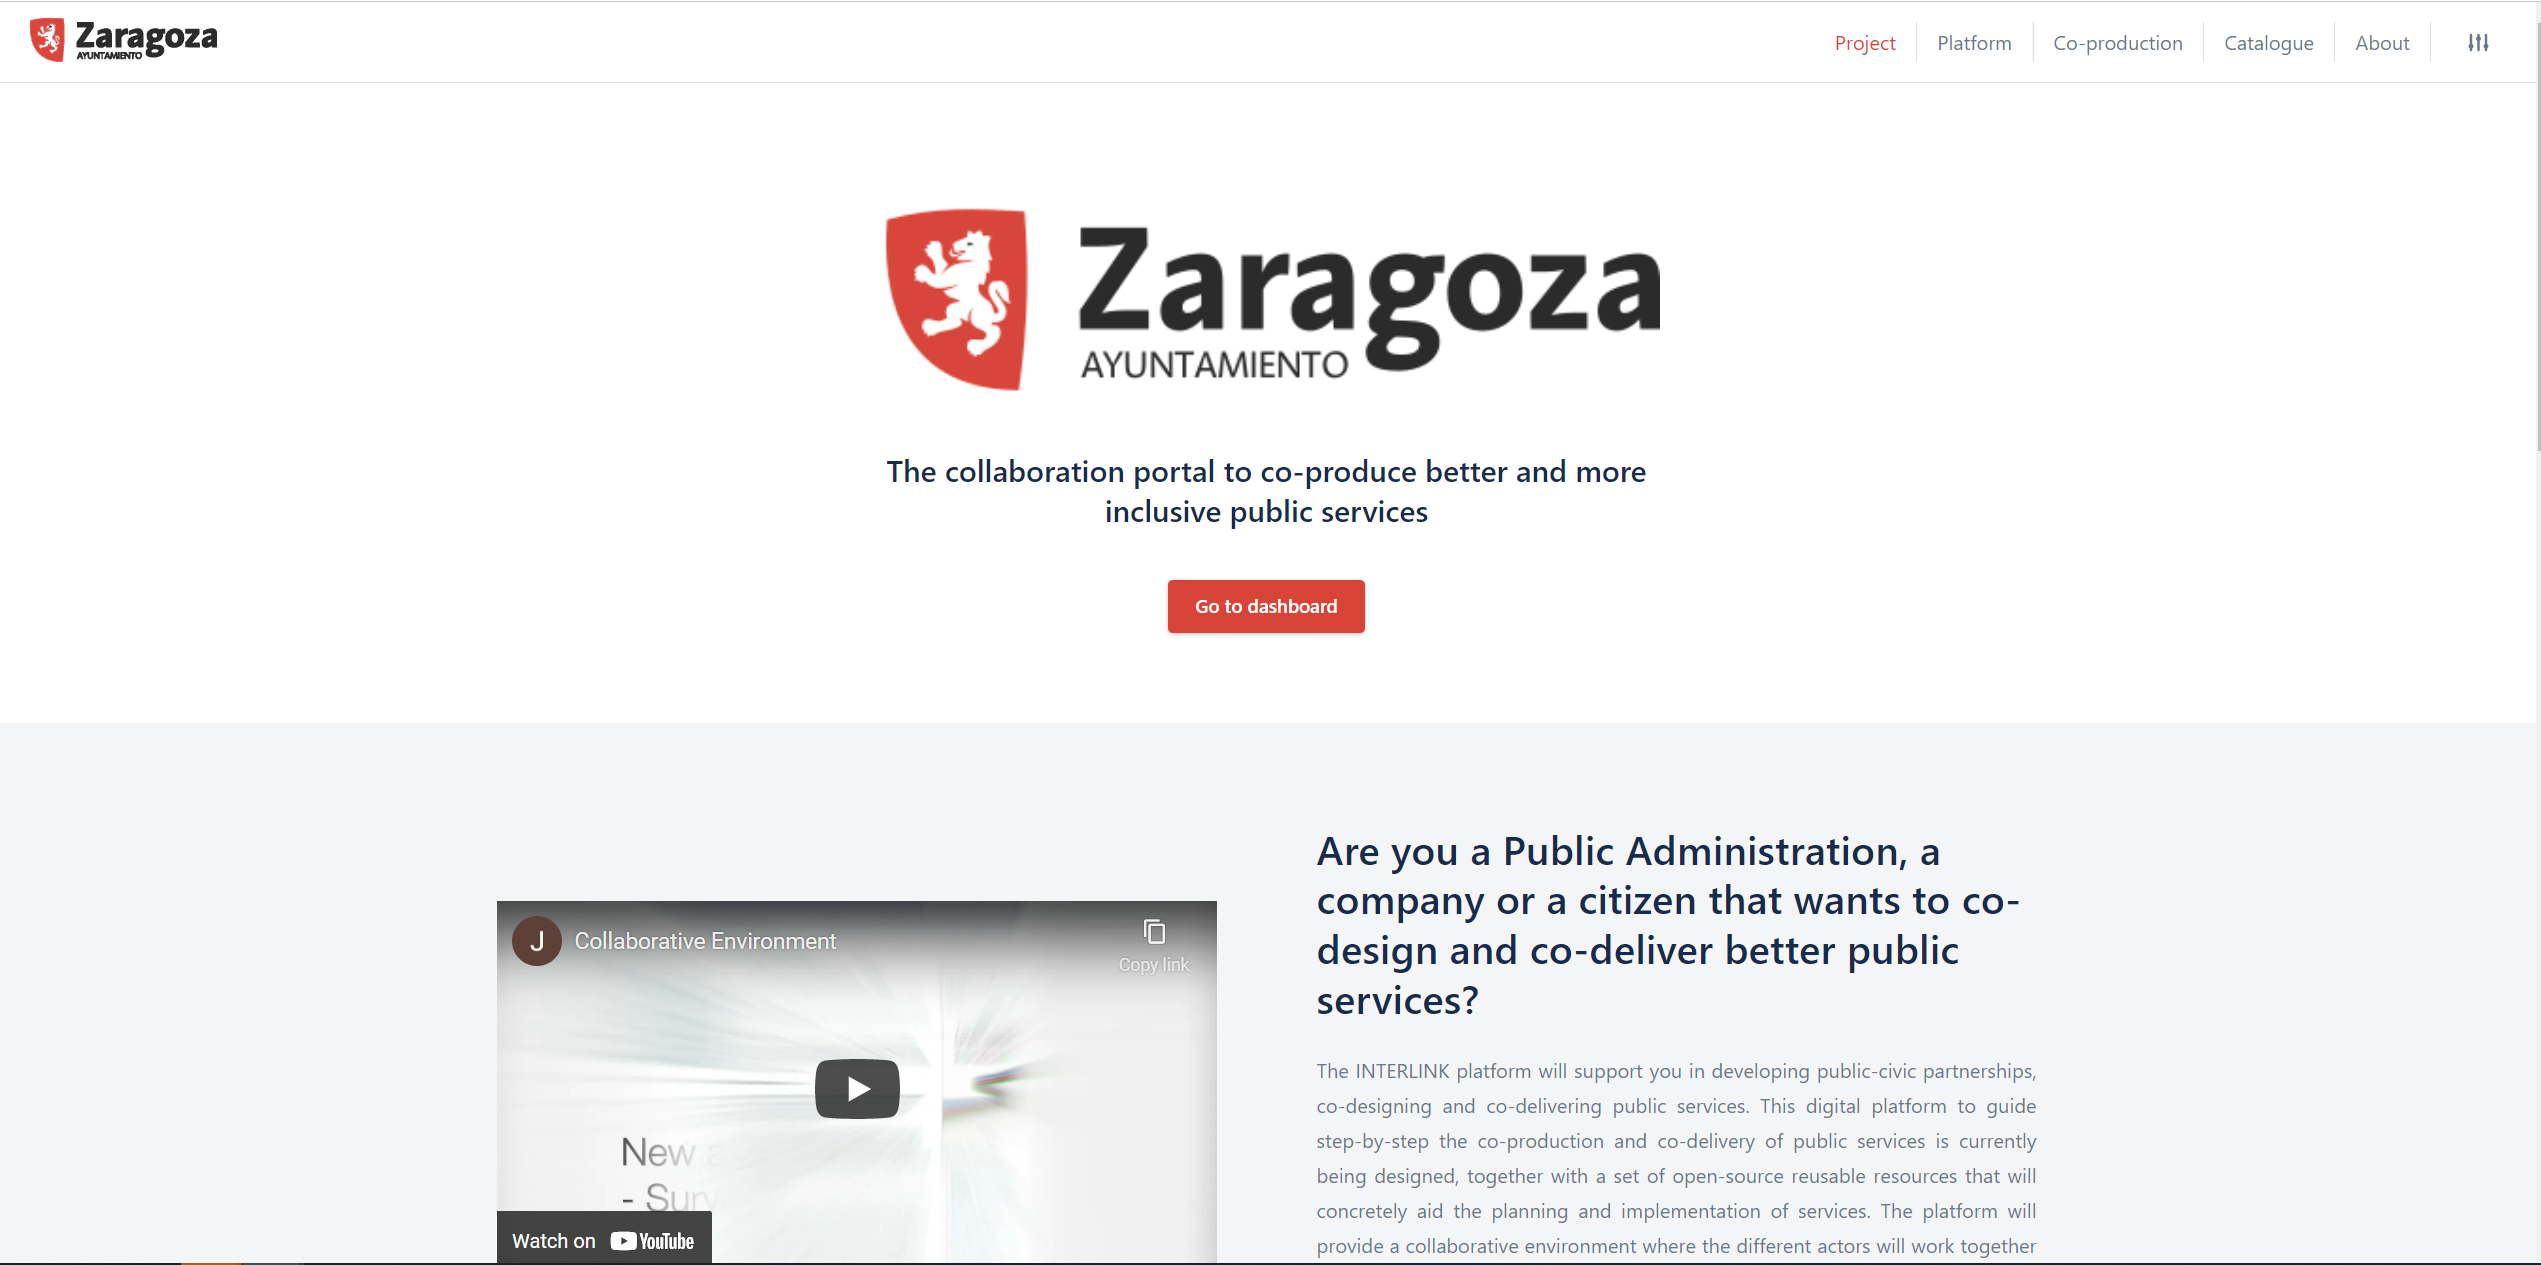 Zaragoza
AYUNTAMIENTO
Project
Platform
Co-production
Catalogue
About
Zaragoza
AYUNTAMIENTO
The collaboration portal to co-produce better and more
inclusive public services
Go to dashboard
J
Collaborative Environment
Copy link
New a
- Surv
Watch on YouTube
Are you a Public Administration, a
company or a citizen that wants to co-
design and co-deliver better public
services?
The INTERLINK platform will support you in developing public-civic partnerships,
co-designing and co-delivering public services. This digital platform to guide
step-by-step the co-production and co-delivery of public services is currently
being designed, together with a set of open-source reusable resources that will
concretely aid the planning and implementation of services. The platform will
provide a collaborative environment where the different actors will work together